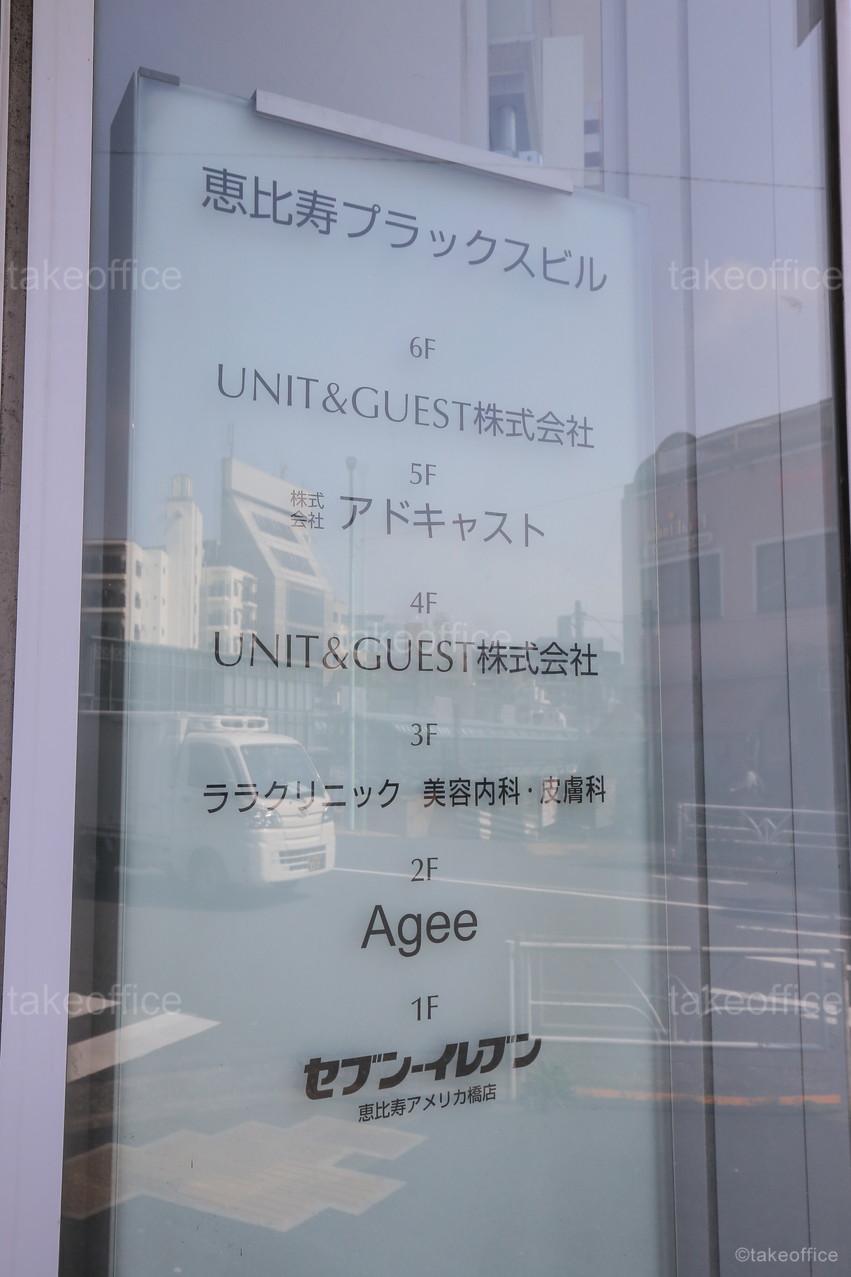 恵比寿プラックスビル
takeoffice
takeoffice
6F
UNIT&GUEST株式会社
5F
株式会社 アドキャスト
4F
takeoffice
UNIT&GUEST株式会社
3F
ララクリニック 美容内科・皮膚科
2F
Agee
takeoffice
takeoffice
1F
セブン-イレブン
恵比寿アメリカ橋店
©takeoffice